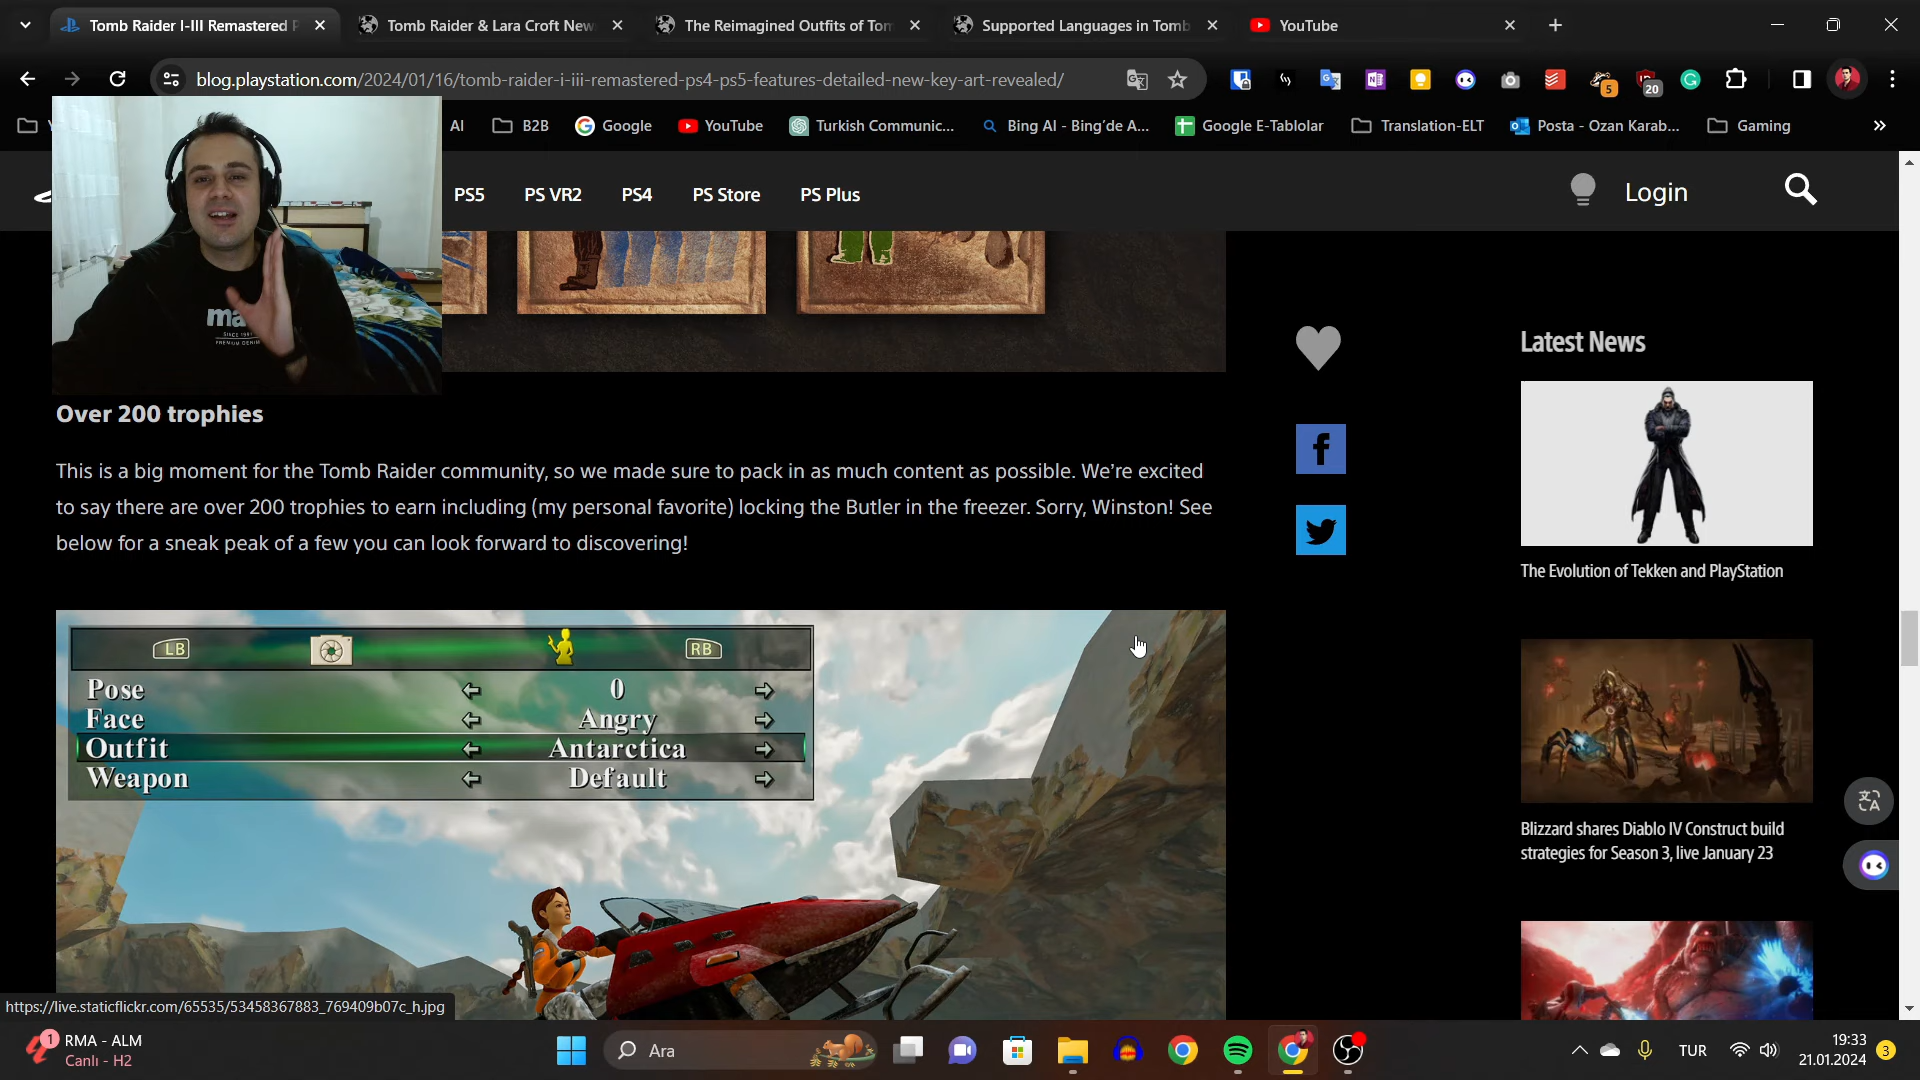 Tomb Raider I-III Remastered P
Tomb Raider & Lara Croft New
The Reimagined Outfits of Tom
Supported Languages in Tomb
YouTube
blog.playstation.com/2024/01/16/tomb-raider-i-iii-remastered-ps4-ps5-features-detailed-new-key-art-revealed/
5
20
AI
B2B
Google
YouTube
Turkish Communic...
Bing AI - Bing'de A...
Google E-Tablolar
Translation-ELT
Posta - Ozan Karab...
Gaming
PS5
PS VR2
PS4
PS Store
PS Plus
Login
SINCE 1991
PREMIUM DENIM
Over 200 trophies
This is a big moment for the Tomb Raider community, so we made sure to pack in as much content as possible. We're excited
to say there are over 200 trophies to earn including (my personal favorite) locking the Butler in the freezer. Sorry, Winston! See
below for a sneak peak of a few you can look forward to discovering!
LB
RB
Pose 0
Face Angry
Outfit Antarctica
Weapon Default
Latest News
The Evolution of Tekken and PlayStation
Blizzard shares Diablo IV Construct build
strategies for Season 3, live January 23
https://live.staticflickr.com/65535/53458367883_769409b07c_h.jpg
1
RMA - ALM
Canlı - H2
Ara
TUR
19:33
21.01.2024
3